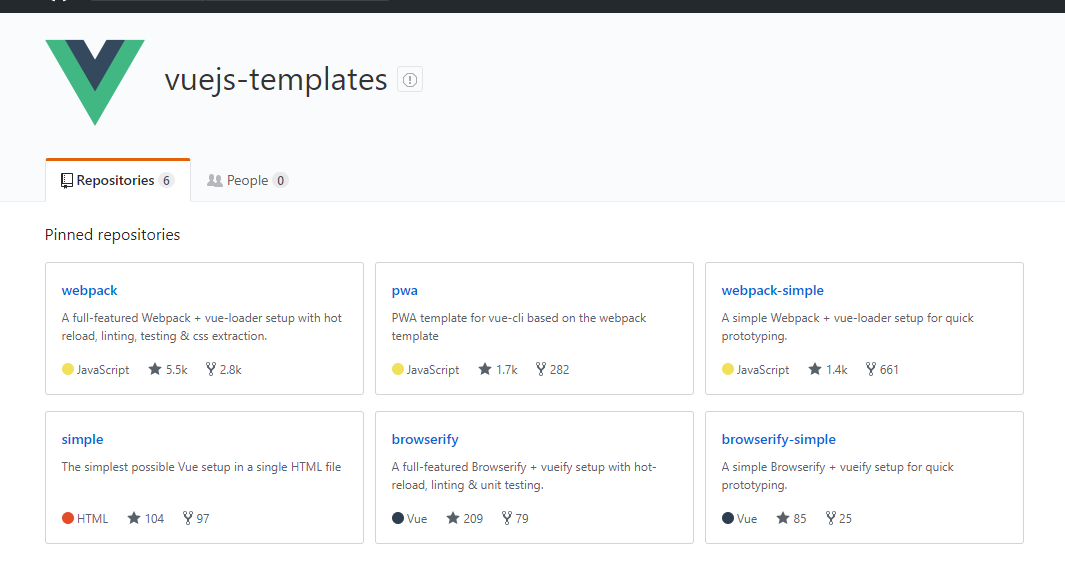 vuejs-templates
Repositories 6 People 0
Pinned repositories
webpack
A full-featured Webpack + vue-loader setup with hot
reload, linting, testing & css extraction.
JavaScript 5.5k 2.8k
pwa
PWA template for vue-cli based on the webpack
template
JavaScript 1.7k 282
webpack-simple
A simple Webpack + vue-loader setup for quick
prototyping.
JavaScript 1.4k 661
simple
The simplest possible Vue setup in a single HTML file
HTML 104 97
browserify
A full-featured Browserify + vueify setup with hot-
reload, linting & unit testing.
Vue 209 79
browserify-simple
A simple Browserify + vueify setup for quick
prototyping.
Vue 85 25